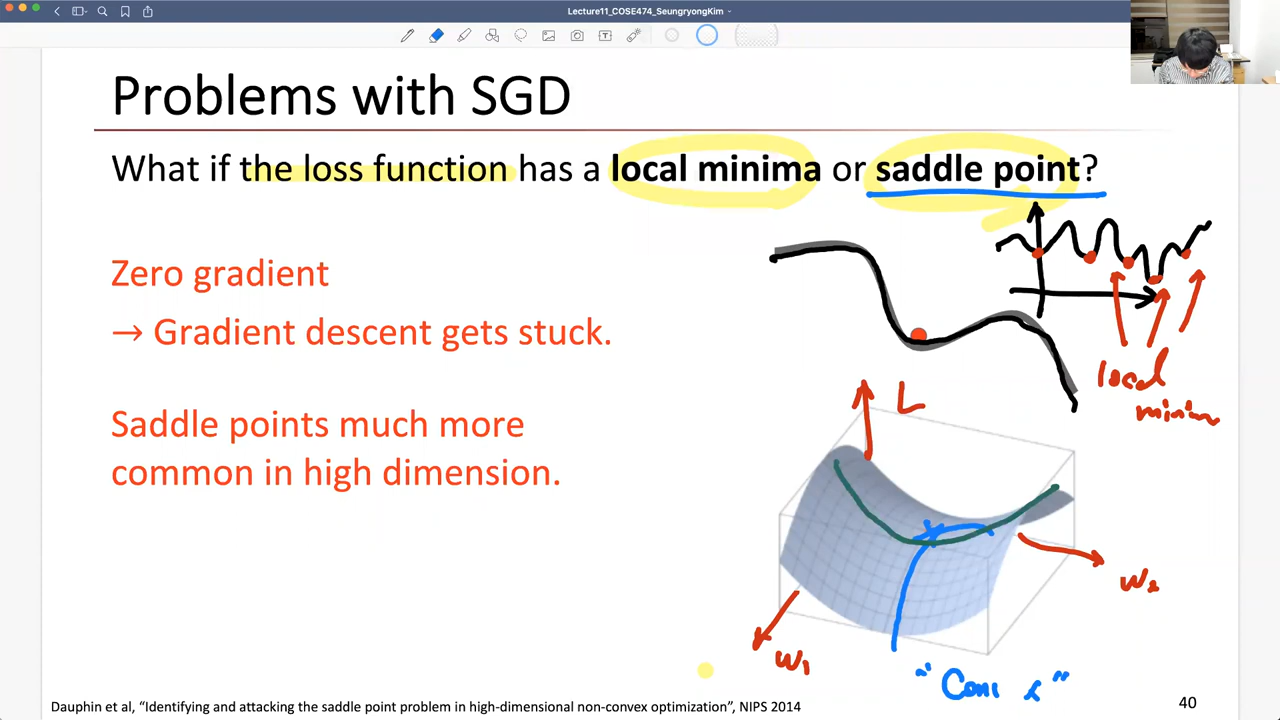 Lecture11_COSE474_SeungryongKim
Problems with SGD
What if the loss function has a local minima or saddle point?
Zero gradient
→ Gradient descent gets stuck.
Saddle points much more
common in high dimension.
local
minim
L
W₂
W₁
Dauphin et al, “Identifying and attacking the saddle point problem in high-dimensional non-convex optimization”, NIPS 2014
40